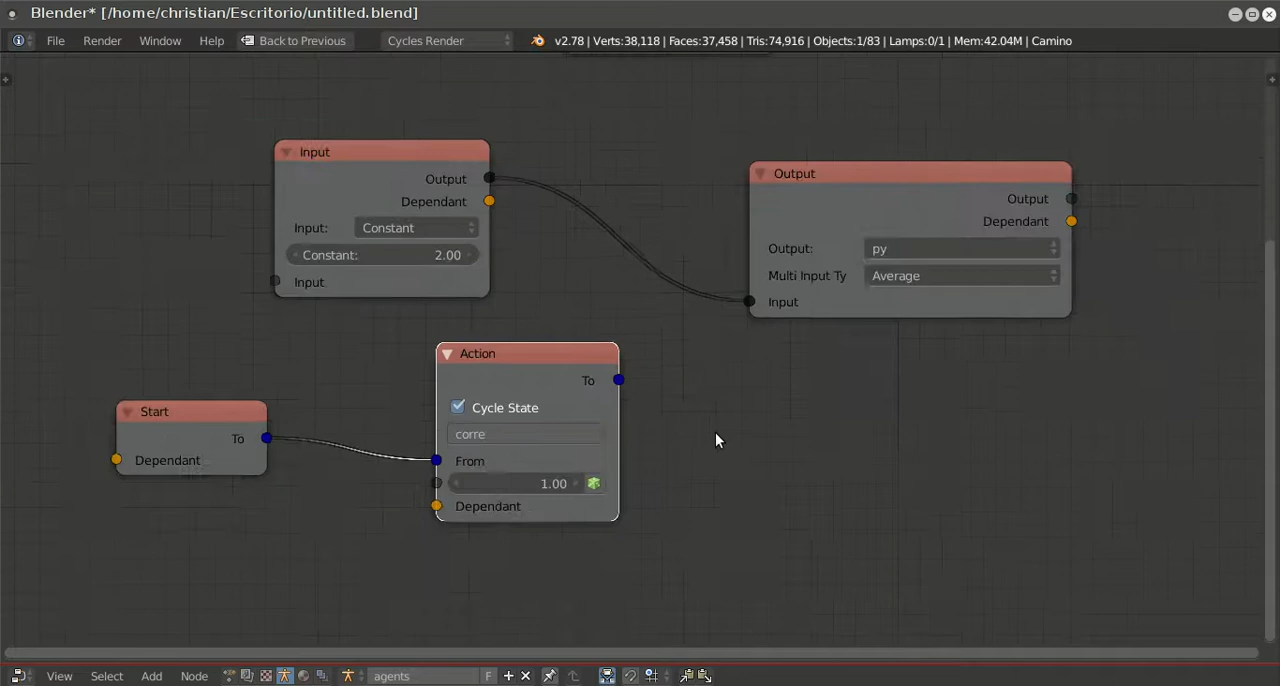 Blender* [/home/christian/Escritorio/untitled.blend]
File Render Window Help Back to Previous Cycles Render v2.78 | Verts:38,118 | Faces:37,458 | Tris:74,916 | Objects:1/83 | Lamps:0/1 | Mem:42.04M | Camino
Input
Output
Dependant
Input: Constant
Constant: 2.00
Input
Output
Output
Dependant
Output: py
Multi Input Ty Average
Input
Action
To
Cycle State
corre
From
1.00
Dependant
Start
To
Dependant
View Select Add Node agents F